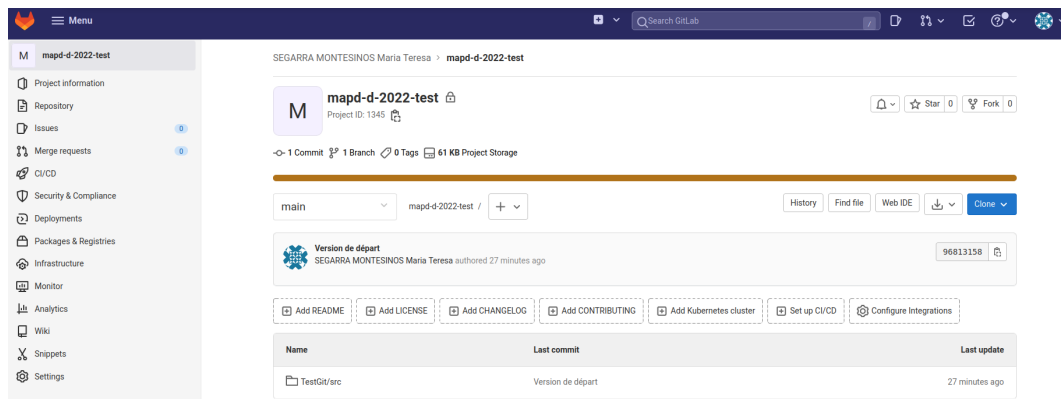 Menu
Search GitLab
/
M mapd-d-2022-test
Project information
Repository
Issues 0
Merge requests 0
CI/CD
Security & Compliance
Deployments
Packages & Registries
Infrastructure
Monitor
Analytics
Wiki
Snippets
Settings
SEGARRA MONTESINOS Maria Teresa > mapd-d-2022-test
M
mapd-d-2022-test
Project ID: 1345
Star 0
Fork 0
1 Commit 1 Branch 0 Tags 61 KB Project Storage
main
mapd-d-2022-test / +
History Find file Web IDE Clone
Version de départ
SEGARRA MONTESINOS Maria Teresa authored 27 minutes ago
96813158
Add README Add LICENSE Add CHANGELOG Add CONTRIBUTING Add Kubernetes cluster Set up CI/CD Configure Integrations
Name Last commit Last update
TestGit/src Version de départ 27 minutes ago